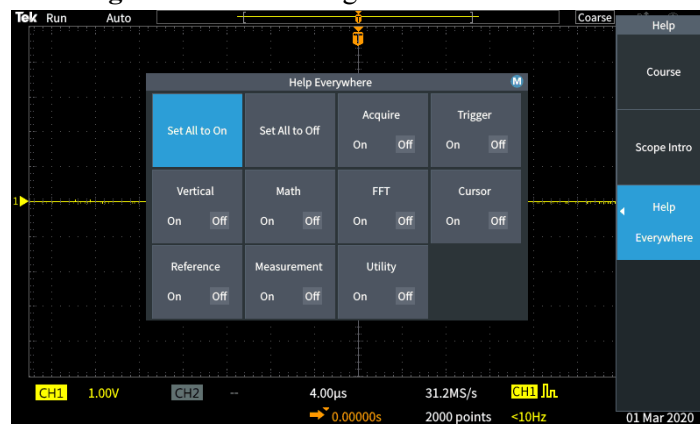 Tek Run Auto Coarse Help
T
T
Help Everywhere M
Set All to On Set All to Off Acquire Trigger
On Off On Off
Vertical Math FFT Cursor
On Off On Off On Off On Off
Reference Measurement Utility
On Off On Off On Off
Course
Scope Intro
Help
Everywhere
1
CH1 1.00V CH2 -- 4.00µs 31.2MS/s CH1
0.00000s 2000 points <10Hz 01 Mar 2020